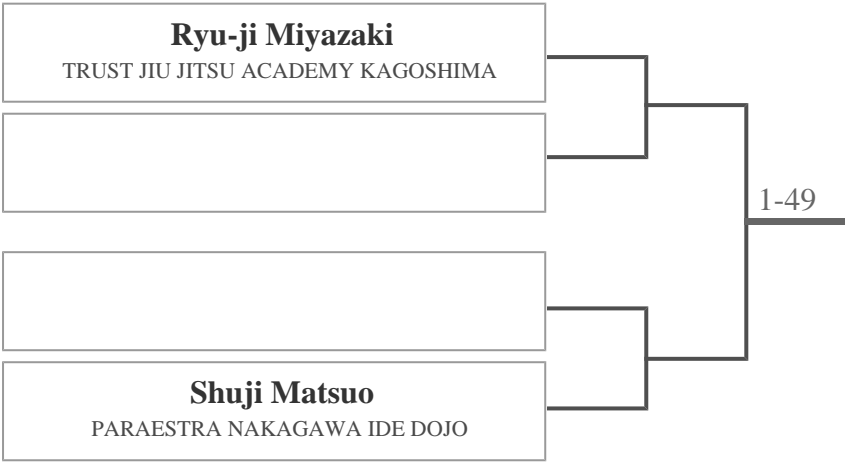 Ryu-ji Miyazaki
TRUST JIU JITSU ACADEMY KAGOSHIMA
1-49
Shuji Matsuo
PARAESTRA NAKAGAWA IDE DOJO